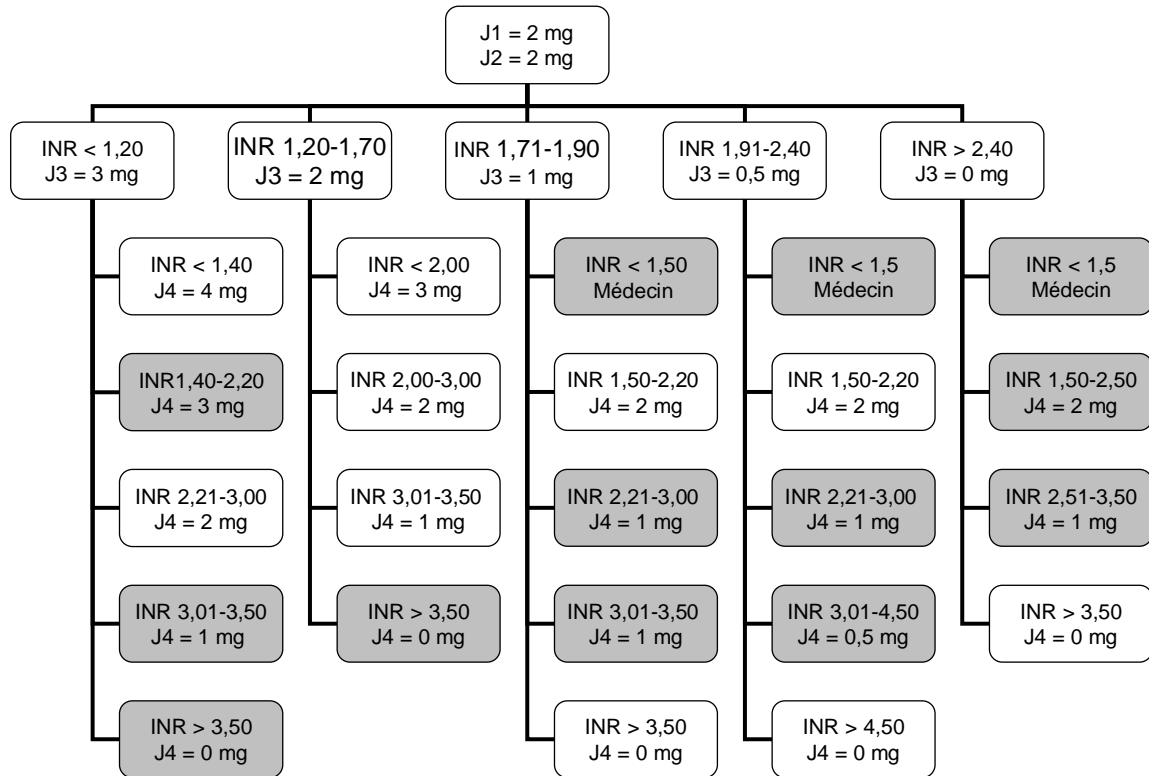 J1 = 2 mg
J2 = 2 mg
INR < 1,20
J3 = 3 mg
INR 1,20-1,70
J3 = 2 mg
INR 1,71-1,90
J3 = 1 mg
INR 1,91-2,40
J3 = 0,5 mg
INR > 2,40
J3 = 0 mg
INR < 1,40
J4 = 4 mg
INR < 2,00
J4 = 3 mg
INR < 1,50
Médecin
INR < 1,5
Médecin
INR < 1,5
Médecin
INR1,40-2,20
J4 = 3 mg
INR 2,00-3,00
J4 = 2 mg
INR 1,50-2,20
J4 = 2 mg
INR 1,50-2,20
J4 = 2 mg
INR 1,50-2,50
J4 = 2 mg
INR 2,21-3,00
J4 = 2 mg
INR 3,01-3,50
J4 = 1 mg
INR 2,21-3,00
J4 = 1 mg
INR 2,21-3,00
J4 = 1 mg
INR 2,51-3,50
J4 = 1 mg
INR 3,01-3,50
J4 = 1 mg
INR > 3,50
J4 = 0 mg
INR 3,01-3,50
J4 = 1 mg
INR 3,01-4,50
J4 = 0,5 mg
INR > 3,50
J4 = 0 mg
INR > 3,50
J4 = 0 mg
INR > 3,50
J4 = 0 mg
INR > 4,50
J4 = 0 mg